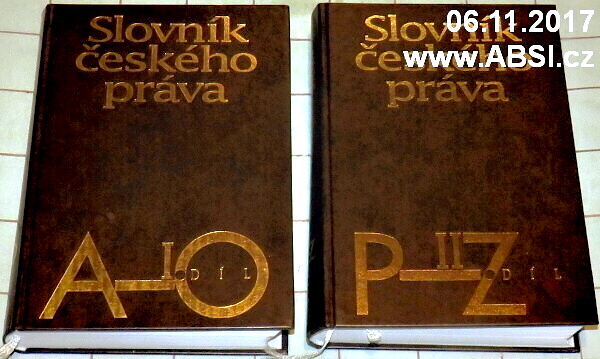 Slovník
českého
práva
A-O
I. DÍL
06.11.2017
www.ABSI.cz
Slovník
českého
práva
P-Z
II. DÍL